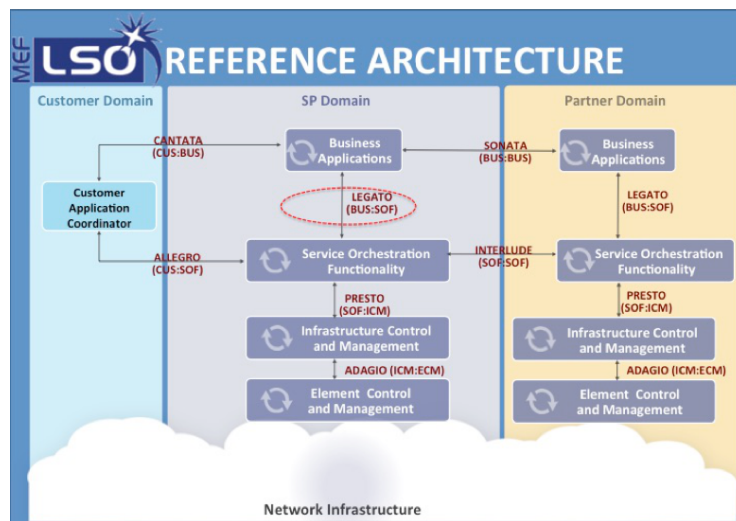 MEF
LSO REFERENCE ARCHITECTURE
Customer Domain
SP Domain
Partner Domain
CANTATA
(CUS:BUS)
Business
Applications
SONATA
(BUS:BUS)
Business
Applications
Customer
Application
Coordinator
LEGATO
(BUS:SOF)
LEGATO
(BUS:SOF)
ALLEGRO
(CUS:SOF)
Service Orchestration
Functionality
INTERLUDE
(SOF:SOF)
Service Orchestration
Functionality
PRESTO
(SOF:ICM)
PRESTO
(SOF:ICM)
Infrastructure Control
and Management
Infrastructure Control
and Management
ADAGIO (ICM:ECM)
ADAGIO (ICM:ECM)
Element Control
and Management
Element Control
and Management
Network Infrastructure